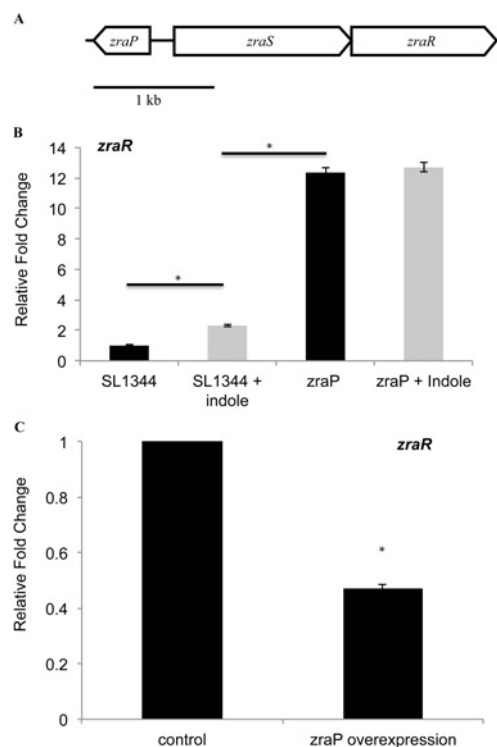 A
zraP
zraS
zraR
1 kb
B
zraR
Relative Fold Change
14
12
10
8
6
4
2
0
*
*
SL1344
SL1344 +
indole
zraP
zraP + Indole
C
zraR
Relative Fold Change
1
0.8
0.6
0.4
0.2
0
*
control
zraP overexpression